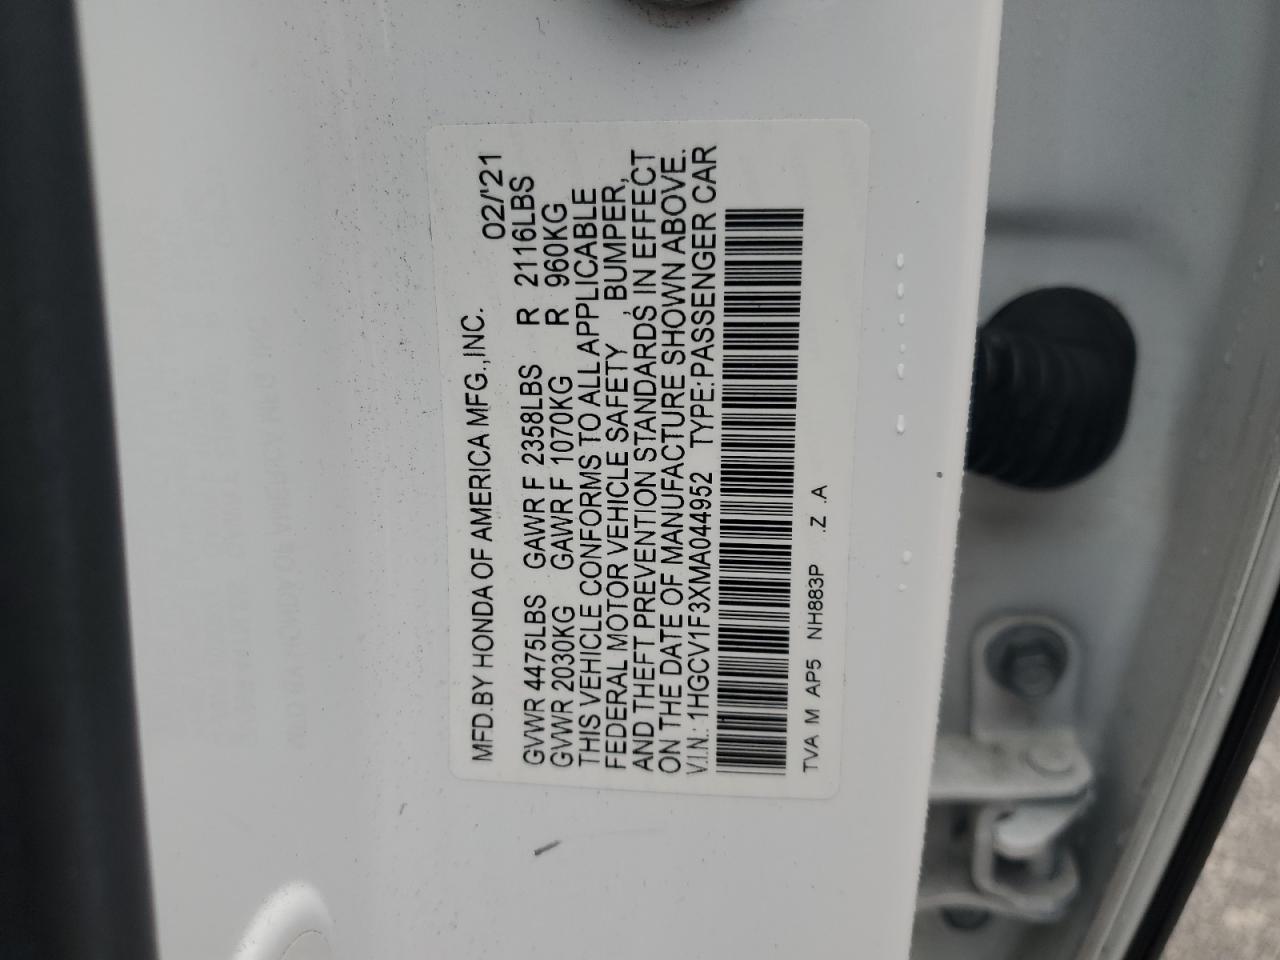 MFD.BY HONDA OF AMERICA MFG.,INC. 02/'21
GVWR 4475LBS GAWR F 2358LBS R 2116LBS
GVWR 2030KG GAWR F 1070KG R 960KG
THIS VEHICLE CONFORMS TO ALL APPLICABLE
FEDERAL MOTOR VEHICLE SAFETY , BUMPER,
AND THEFT PREVENTION STANDARDS IN EFFECT
ON THE DATE OF MANUFACTURE SHOWN ABOVE.
V.I.N.: 1HGCV1F3XMA044952 TYPE:PASSENGER CAR
TVA M AP5 NH883P .Z .A